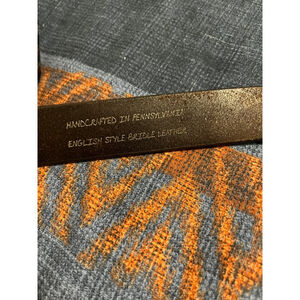 HANDCRAFTED IN PENNSYLVANIA
ENGLISH STYLE BRIDLE LEATHER